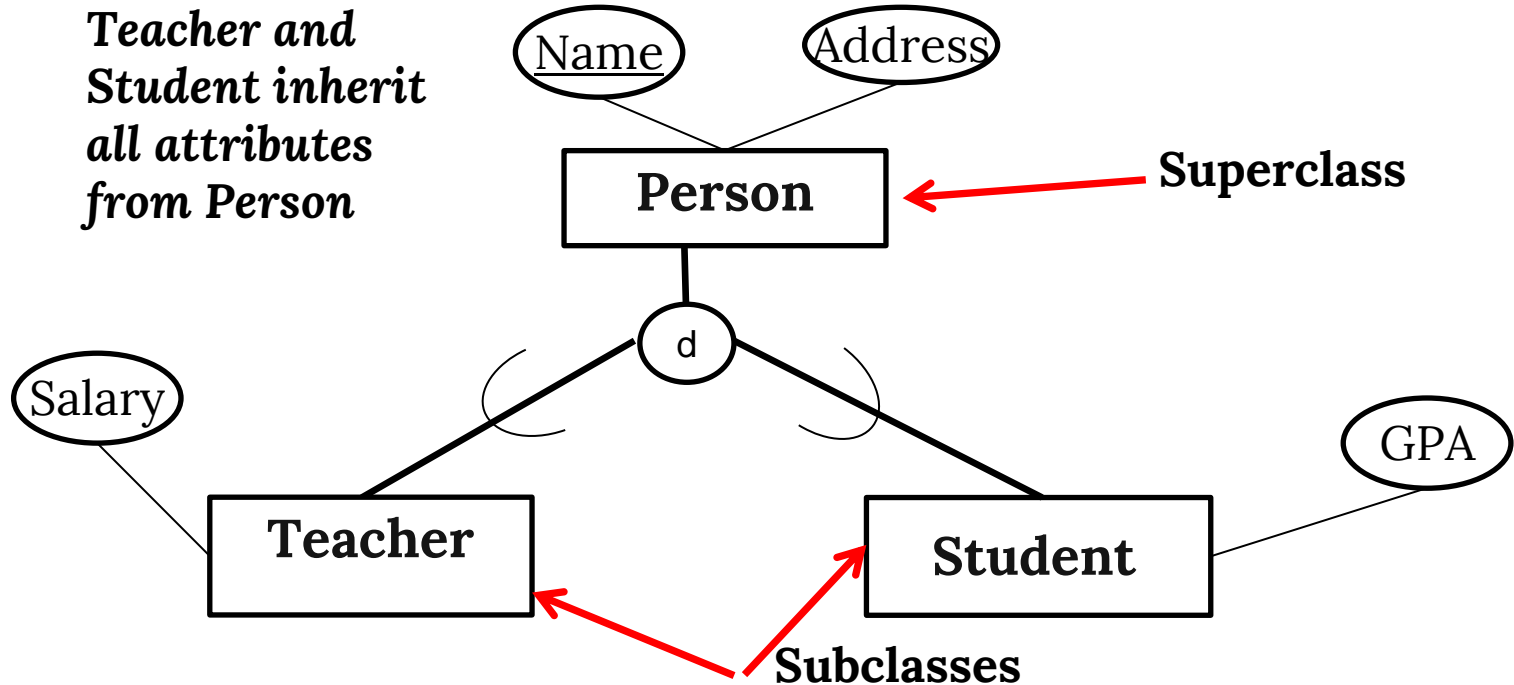 Teacher and
Student inherit
all attributes
from Person
Name
Address
Person
Superclass
d
Salary
GPA
Teacher
Student
Subclasses